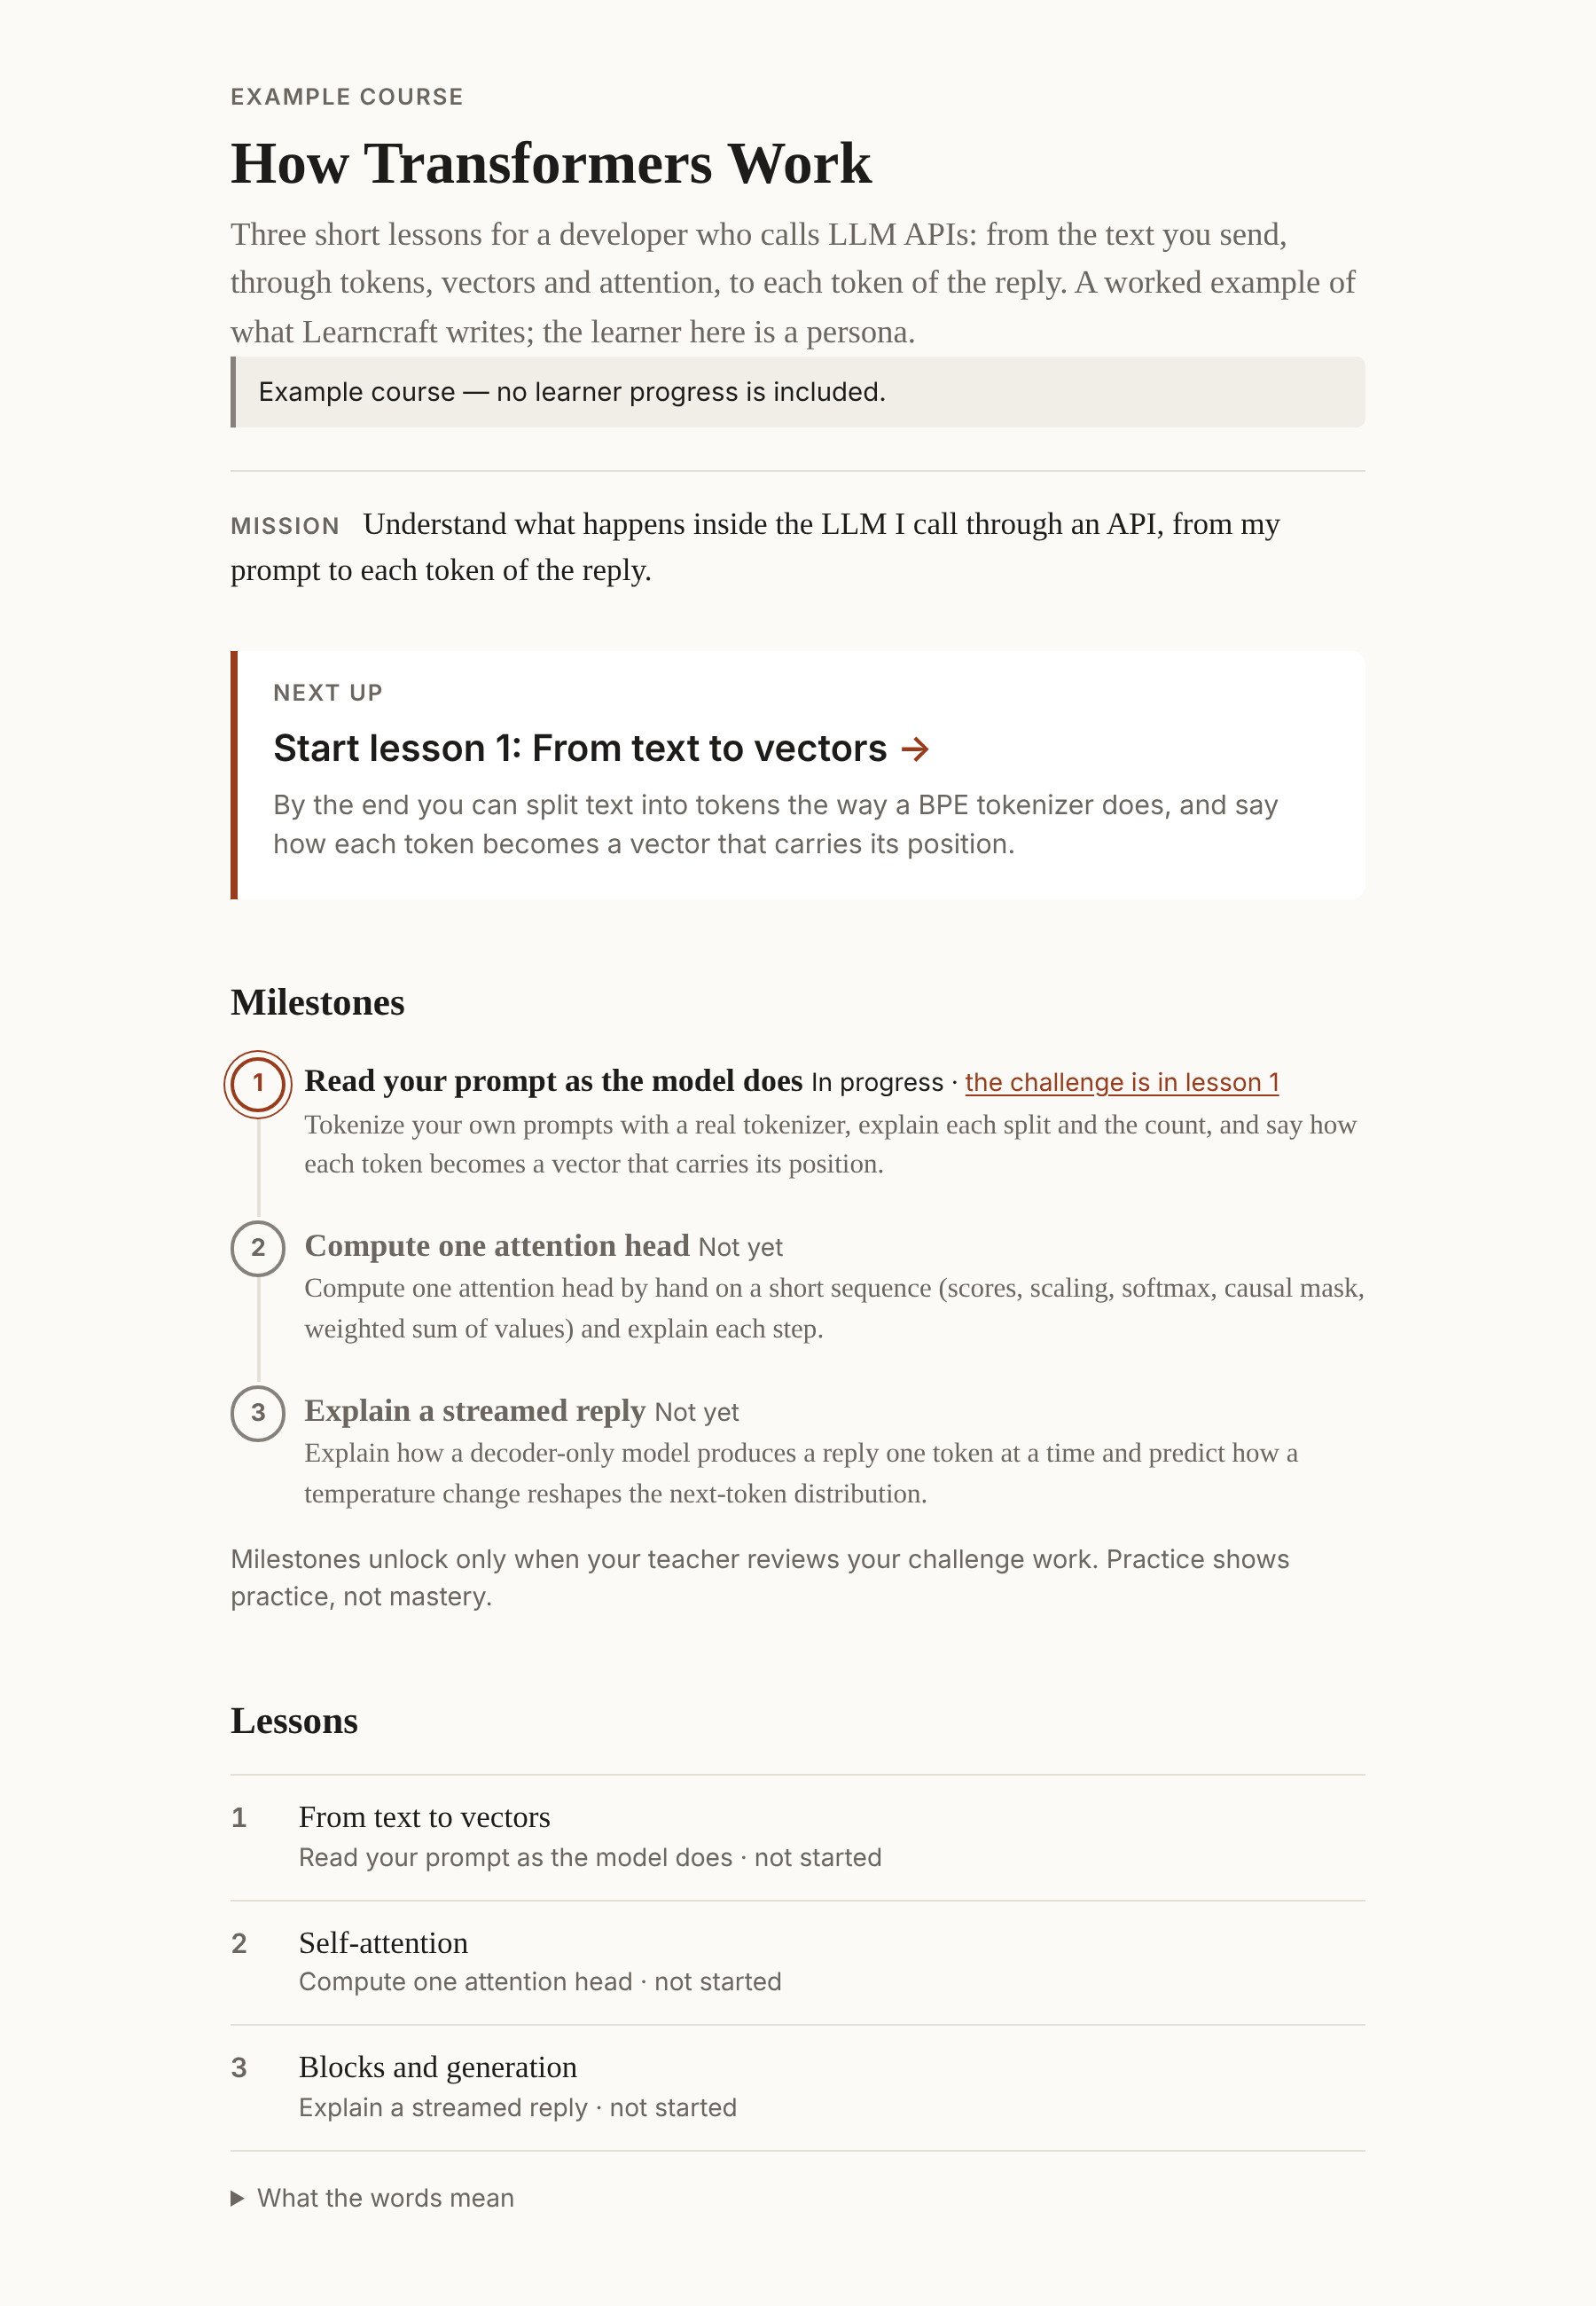 EXAMPLE COURSE
How Transformers Work
Three short lessons for a developer who calls LLM APIs: from the text you send,
through tokens, vectors and attention, to each token of the reply. A worked example of
what Learncraft writes; the learner here is a persona.
Example course — no learner progress is included.
MISSION Understand what happens inside the LLM I call through an API, from my
prompt to each token of the reply.
NEXT UP
Start lesson 1: From text to vectors →
By the end you can split text into tokens the way a BPE tokenizer does, and say
how each token becomes a vector that carries its position.
Milestones
1 Read your prompt as the model does In progress · the challenge is in lesson 1
Tokenize your own prompts with a real tokenizer, explain each split and the count, and say how
each token becomes a vector that carries its position.
2 Compute one attention head Not yet
Compute one attention head by hand on a short sequence (scores, scaling, softmax, causal mask,
weighted sum of values) and explain each step.
3 Explain a streamed reply Not yet
Explain how a decoder-only model produces a reply one token at a time and predict how a
temperature change reshapes the next-token distribution.
Milestones unlock only when your teacher reviews your challenge work. Practice shows
practice, not mastery.
Lessons
1 From text to vectors
Read your prompt as the model does · not started
2 Self-attention
Compute one attention head · not started
3 Blocks and generation
Explain a streamed reply · not started
▶ What the words mean